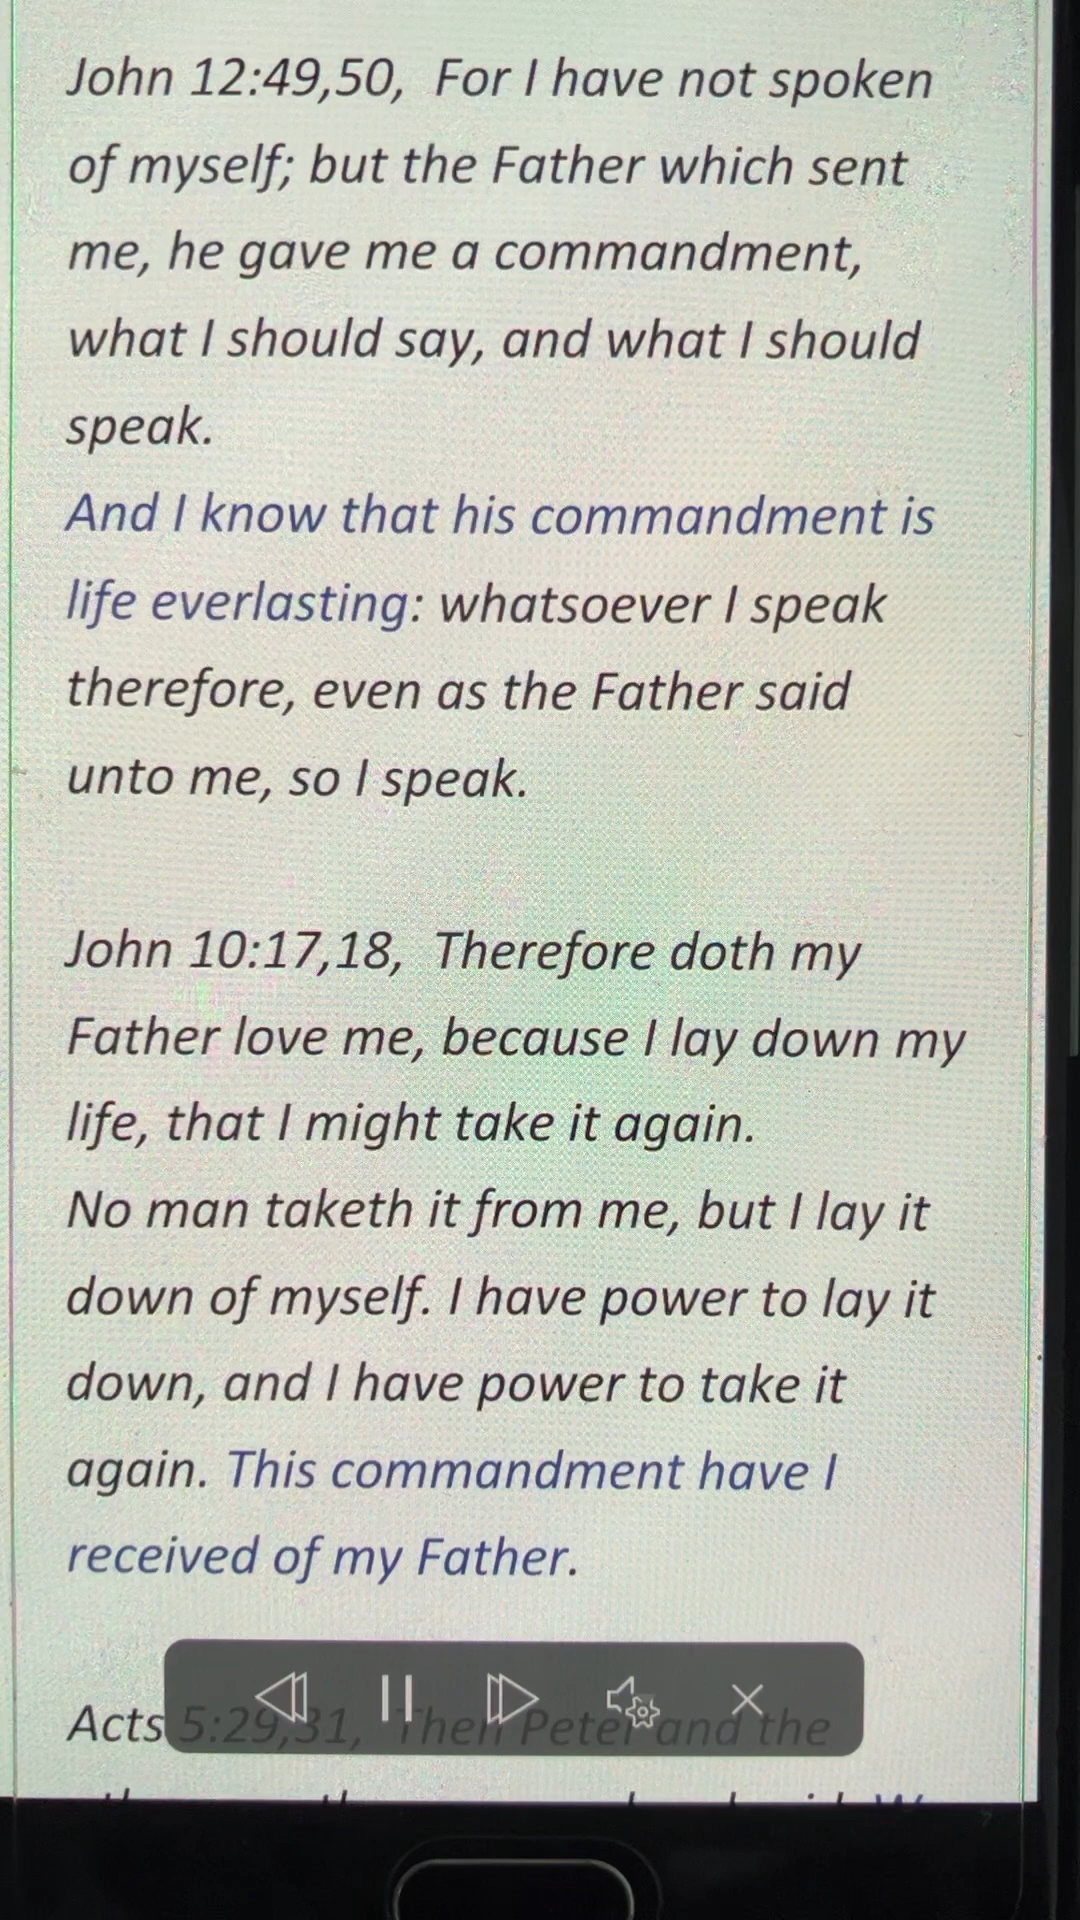 John 12:49,50, For I have not spoken
of myself; but the Father which sent
me, he gave me a commandment,
what I should say, and what I should
speak.
And I know that his commandment is
life everlasting: whatsoever I speak
therefore, even as the Father said
unto me, so I speak.
John 10:17,18, Therefore doth my
Father love me, because I lay down my
life, that I might take it again.
No man taketh it from me, but I lay it
down of myself. I have power to lay it
down, and I have power to take it
again. This commandment have I
received of my Father.
Acts 5:29,31, Then Peter and the